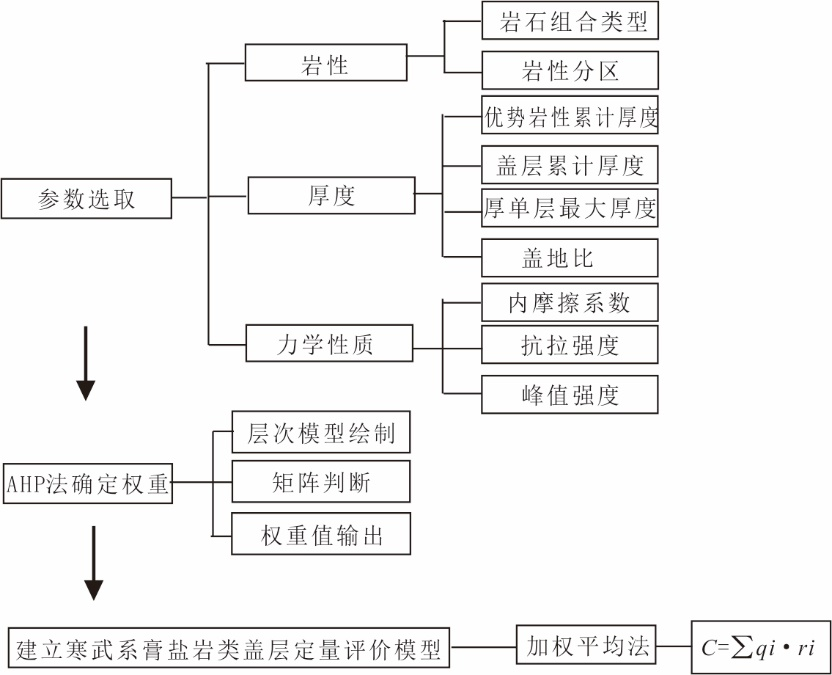 参数选取
岩性
岩石组合类型
岩性分区
厚度
优势岩性累计厚度
盖层累计厚度
厚单层最大厚度
盖地比
力学性质
内摩擦系数
抗拉强度
峰值强度
AHP法确定权重
层次模型绘制
矩阵判断
权重值输出
建立寒武系膏盐岩类盖层定量评价模型
加权平均法
C=∑qi·ri